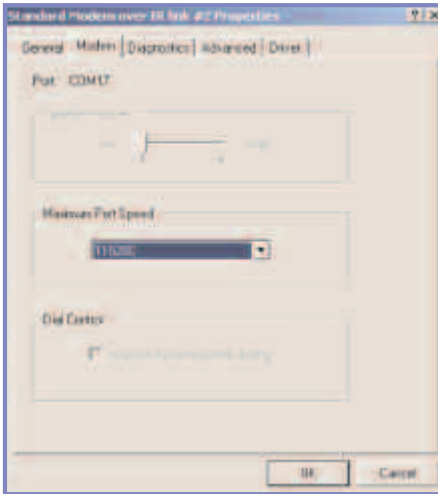 Standard Modem over IR link #2 Properties
General Modem Diagnostics Advanced Driver
Port: COM17
Maximum Port Speed
115200
Dial Control
OK Cancel